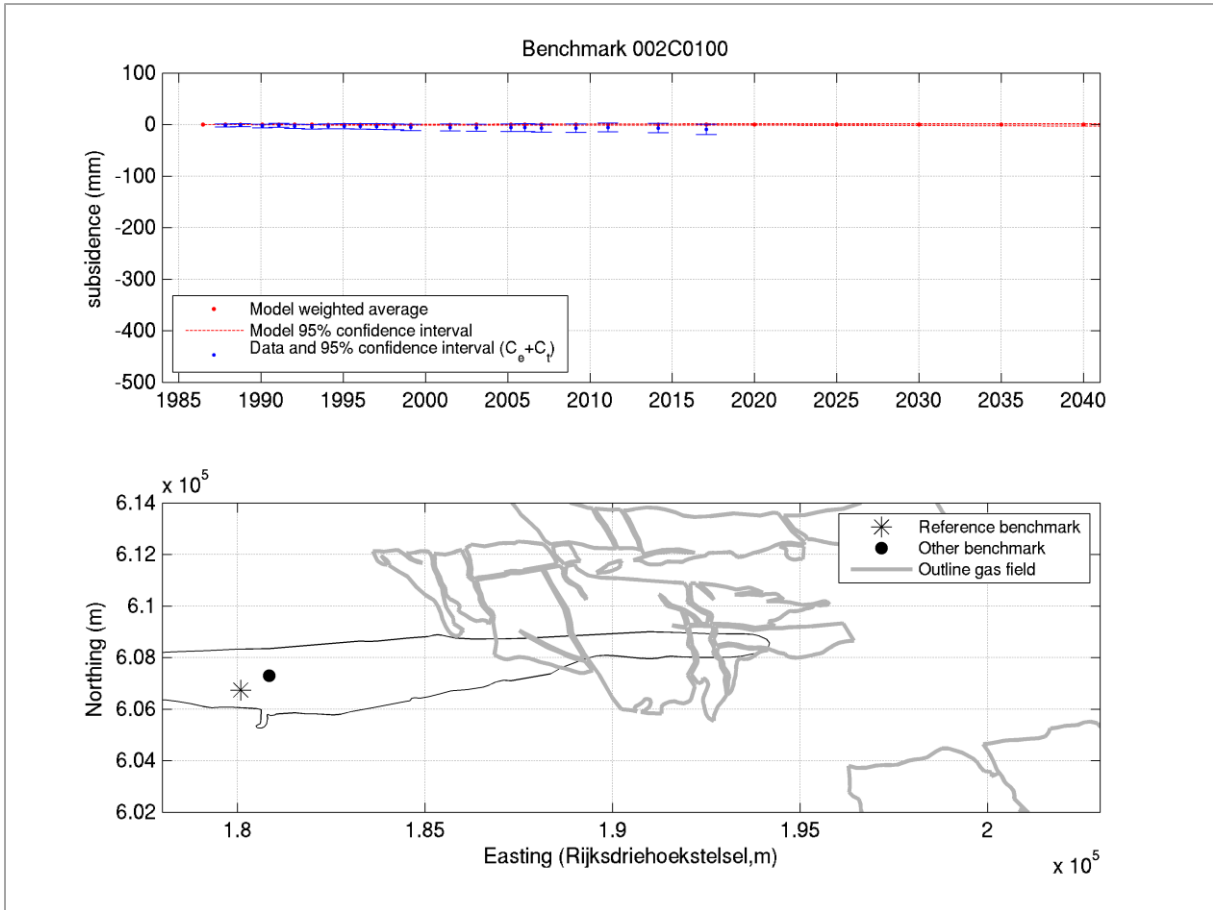 Benchmark 002C0100
100
0
-100
-200
-300
-400
-500
subsidence (mm)
Model weighted average
Model 95% confidence interval
Data and 95% confidence interval (C_e+C_t)
1985 1990 1995 2000 2005 2010 2015 2020 2025 2030 2035 2040
x 10^5
6.14
6.12
6.1
6.08
6.06
6.04
6.02
Northing (m)
Reference benchmark
Other benchmark
Outline gas field
1.8 1.85 1.9 1.95 2
Easting (Rijksdriehoekstelsel,m)
x 10^5